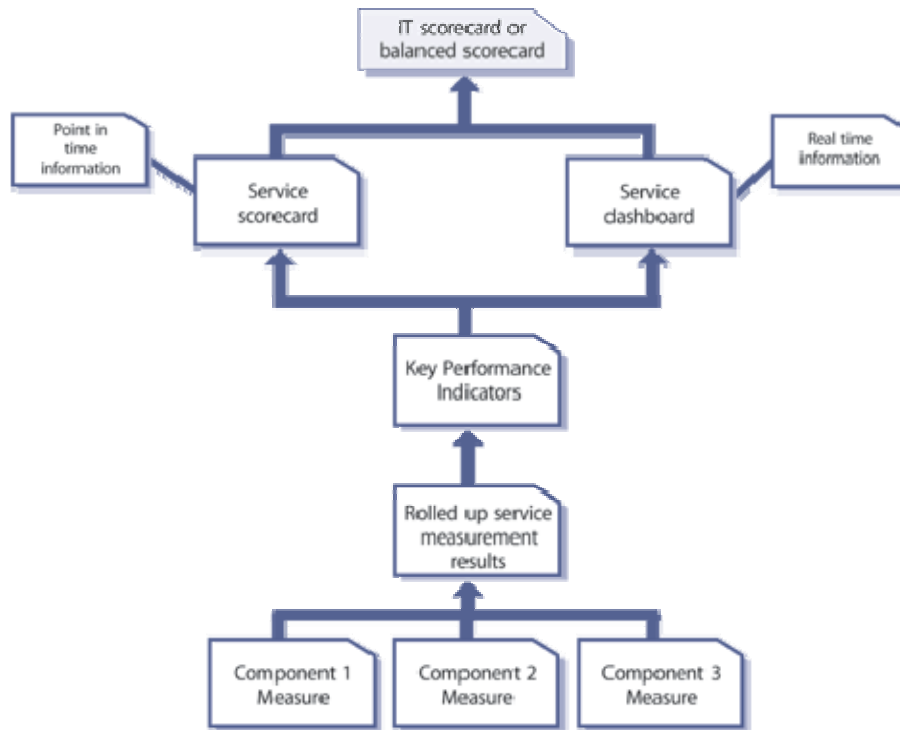 IT scorecard or
balanced scorecard
Point in
time
information
Real time
information
Service
scorecard
Service
dashboard
Key Performance
Indicators
Rolled up service
measurement
results
Component 1
Measure
Component 2
Measure
Component 3
Measure